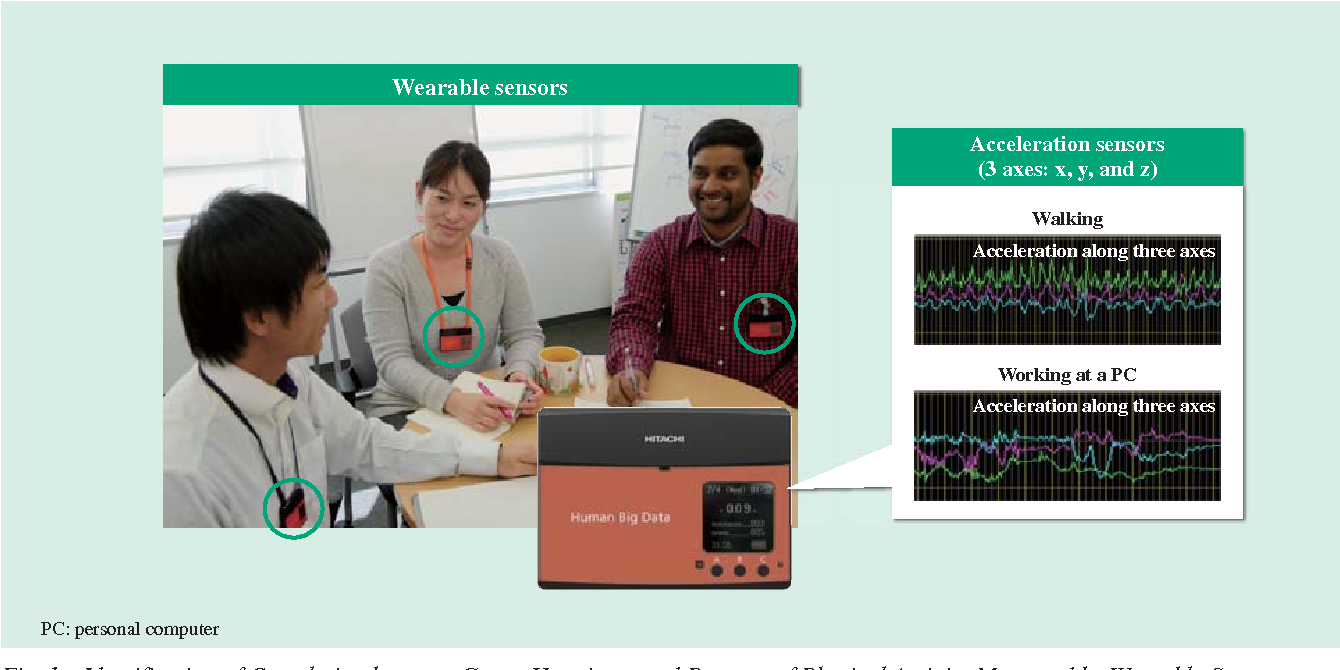 Wearable sensors
Acceleration sensors
(3 axes: x, y, and z)
Walking
Acceleration along three axes
Working at a PC
Acceleration along three axes
HITACHI
Human Big Data
009
A B C
PC: personal computer